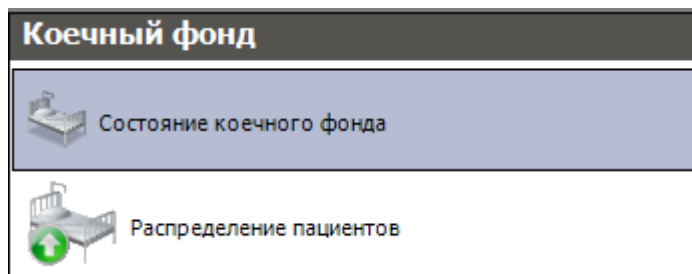 Коечный фонд
Состояние коечного фонда
Распределение пациентов